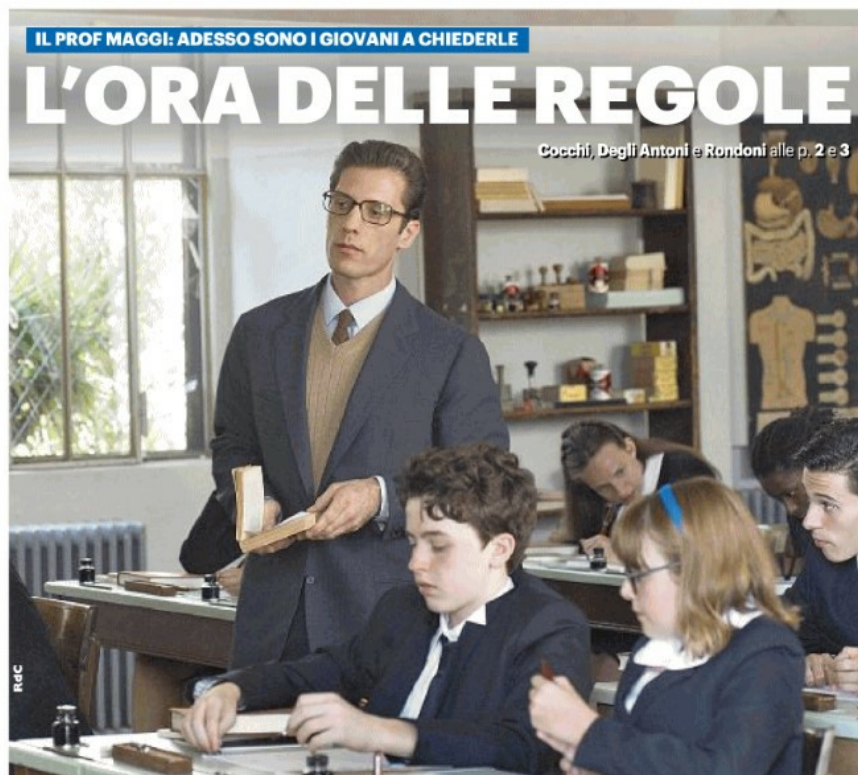 IL PROF MAGGI: ADESSO SONO I GIOVANI A CHIEDERLE
L'ORA DELLE REGOLE
Cocchi, Degli Antoni e Rondoni alle p. 2 e 3
RdC